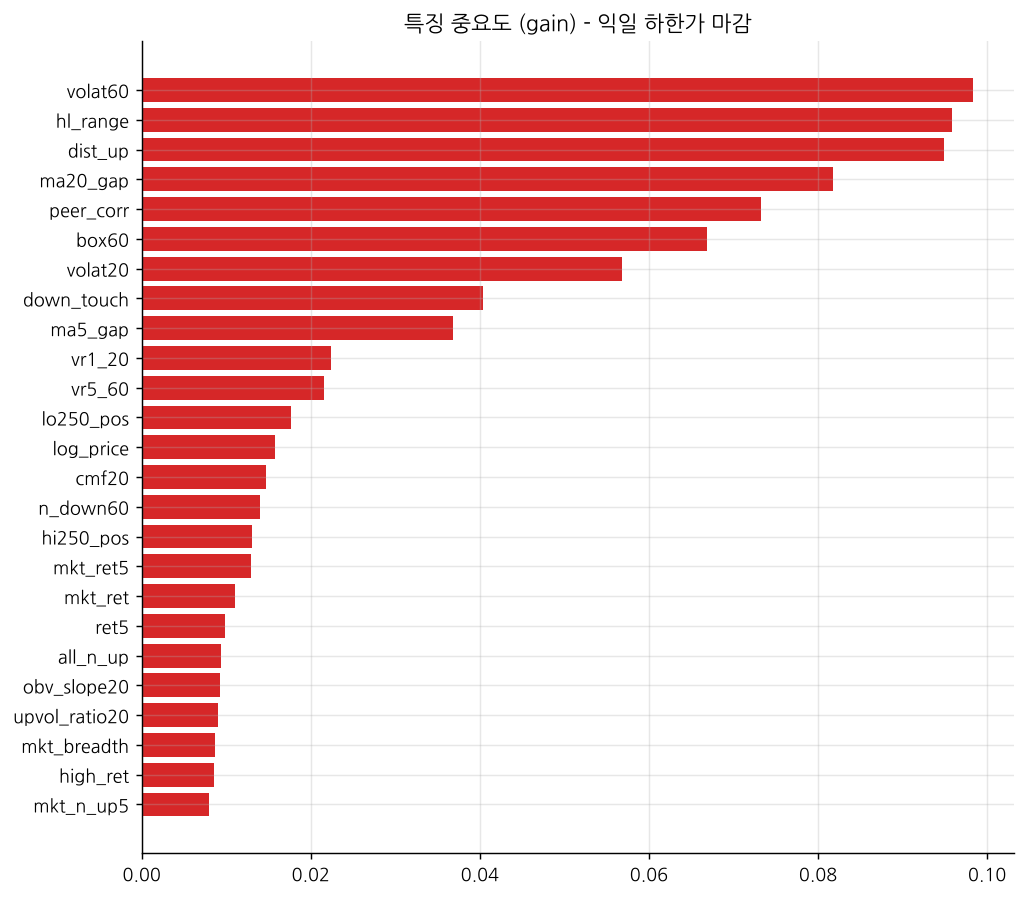 특징 중요도 (gain) - 익일 하한가 마감
volat60
hl_range
dist_up
ma20_gap
peer_corr
box60
volat20
down_touch
ma5_gap
vr1_20
vr5_60
lo250_pos
log_price
cmf20
n_down60
hi250_pos
mkt_ret5
mkt_ret
ret5
all_n_up
obv_slope20
upvol_ratio20
mkt_breadth
high_ret
mkt_n_up5
0.00 0.02 0.04 0.06 0.08 0.10